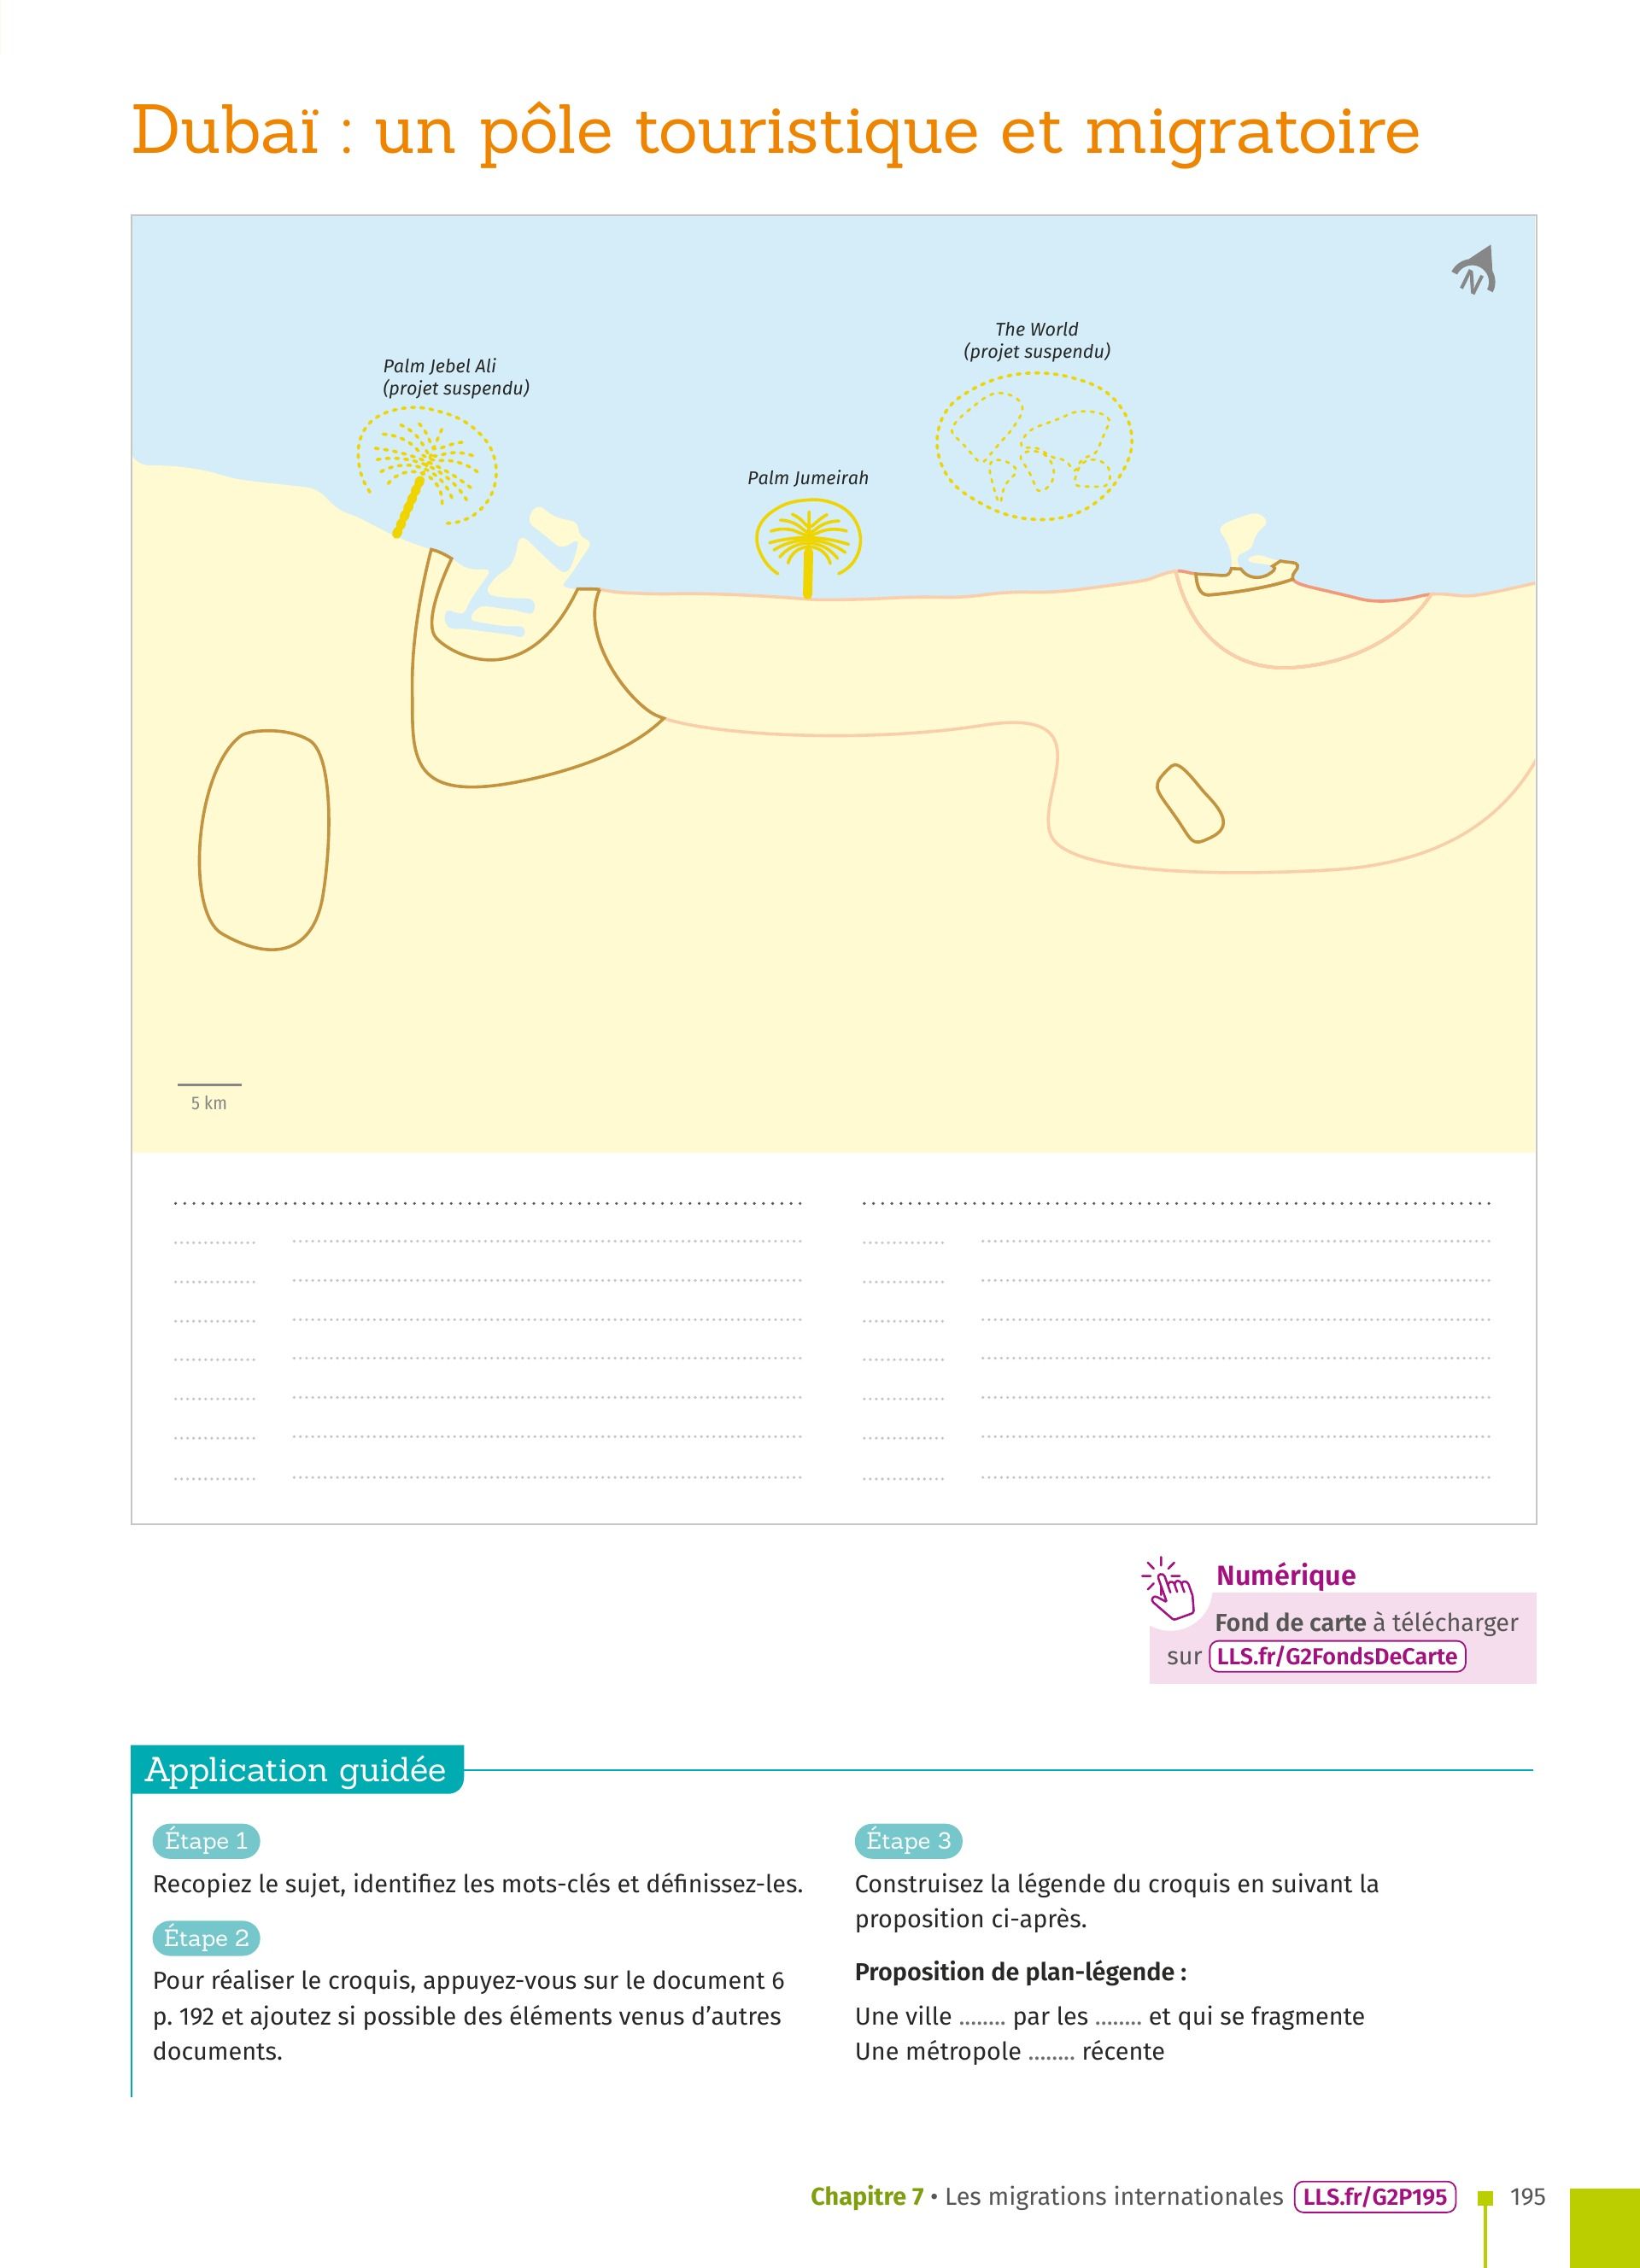 Dubaï : un pôle touristique et migratoire
N
The World
(projet suspendu)
Palm Jebel Ali
(projet suspendu)
Palm Jumeirah
5 km
Numérique
Fond de carte à télécharger
sur LLS.fr/G2FondsDeCarte
Application guidée
Étape 1
Recopiez le sujet, identifiez les mots-clés et définissez-les.
Étape 2
Pour réaliser le croquis, appuyez-vous sur le document 6
p. 192 et ajoutez si possible des éléments venus d’autres
documents.
Étape 3
Construisez la légende du croquis en suivant la
proposition ci-après.
Proposition de plan-légende :
Une ville ........ par les ........ et qui se fragmente
Une métropole ........ récente
Chapitre 7 • Les migrations internationales LLS.fr/G2P195 195